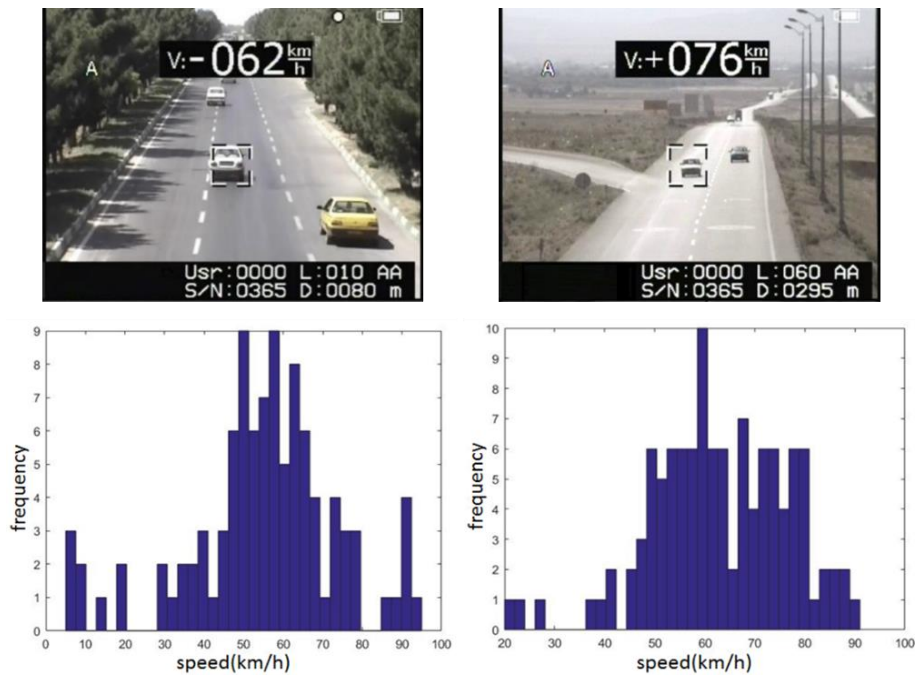 A
V:-062 km/h
Usr:0000 L:010 AA
S/N:0365 D:0080 m
A
V:+076 km/h
Usr:0000 L:060 AA
S/N:0365 D:0295 m
9
8
7
6
5
4
3
2
1
0
frequency
0 10 20 30 40 50 60 70 80 90 100
speed(km/h)
10
9
8
7
6
5
4
3
2
1
0
frequency
20 30 40 50 60 70 80 90 100
speed(km/h)